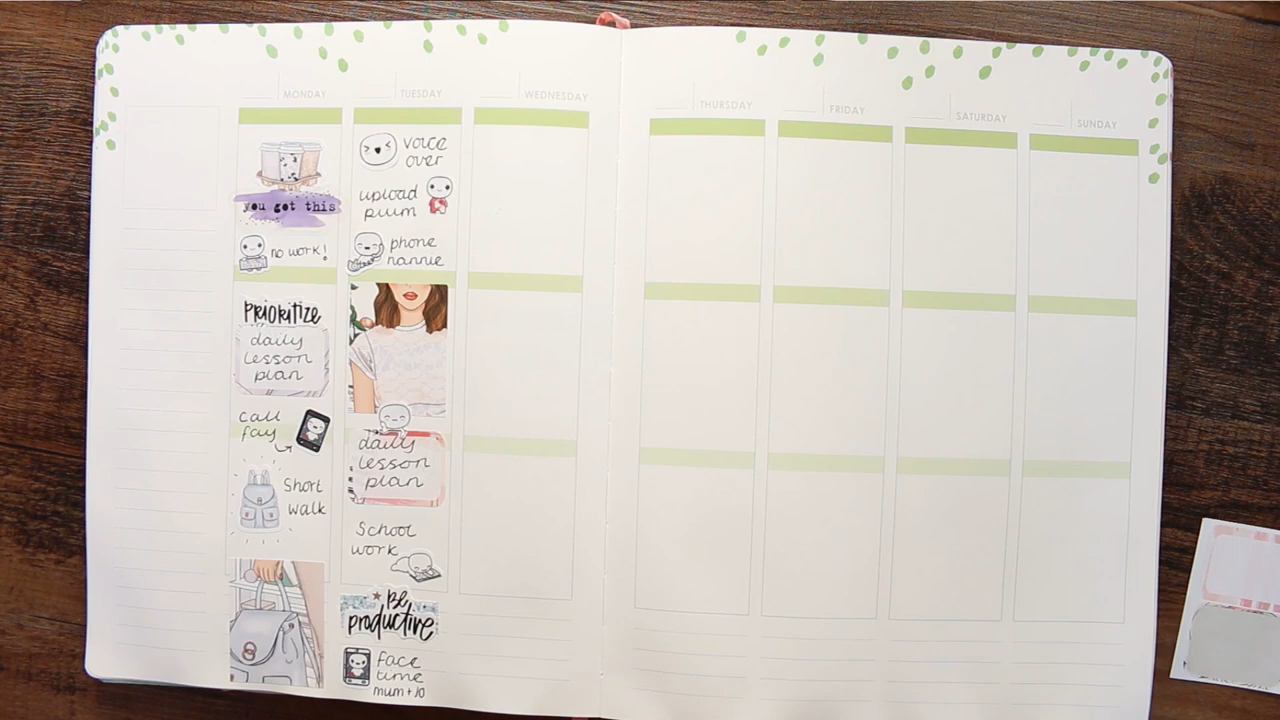 MONDAY
TUESDAY
WEDNESDAY
THURSDAY
FRIDAY
SATURDAY
SUNDAY
you got this
no work!
PRIORITIZE
daily
lesson
plan
call
fay
Short
walk
voice
over
upload
plum
phone
nannie
daily
lesson
plan
School
work
Be
productive
face
time
mum + jo